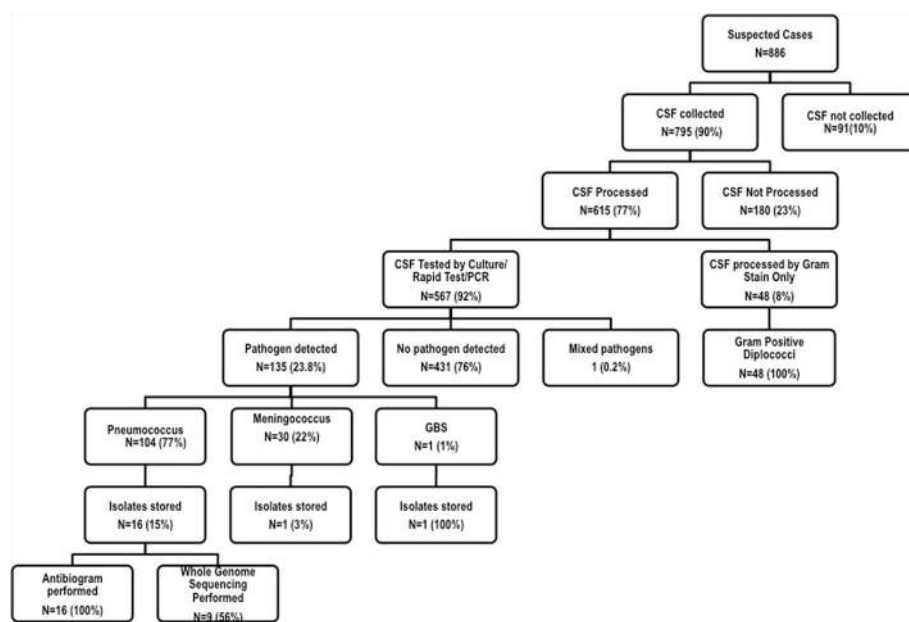 Suspected Cases
N=886
CSF collected
N=795 (90%)
CSF not collected
N=91(10%)
CSF Processed
N=615 (77%)
CSF Not Processed
N=180 (23%)
CSF Tested by Culture/
Rapid Test/PCR
N=567 (92%)
CSF processed by Gram
Stain Only
N=48 (8%)
Pathogen detected
N=135 (23.8%)
No pathogen detected
N=431 (76%)
Mixed pathogens
1 (0.2%)
Gram Positive
Diplococci
N=48 (100%)
Pneumococcus
N=104 (77%)
Meningococcus
N=30 (22%)
GBS
N=1 (1%)
Isolates stored
N=16 (15%)
Isolates stored
N=1 (3%)
Isolates stored
N=1 (100%)
Antibiogram
performed
N=16 (100%)
Whole Genome
Sequencing
Performed
N=9 (56%)